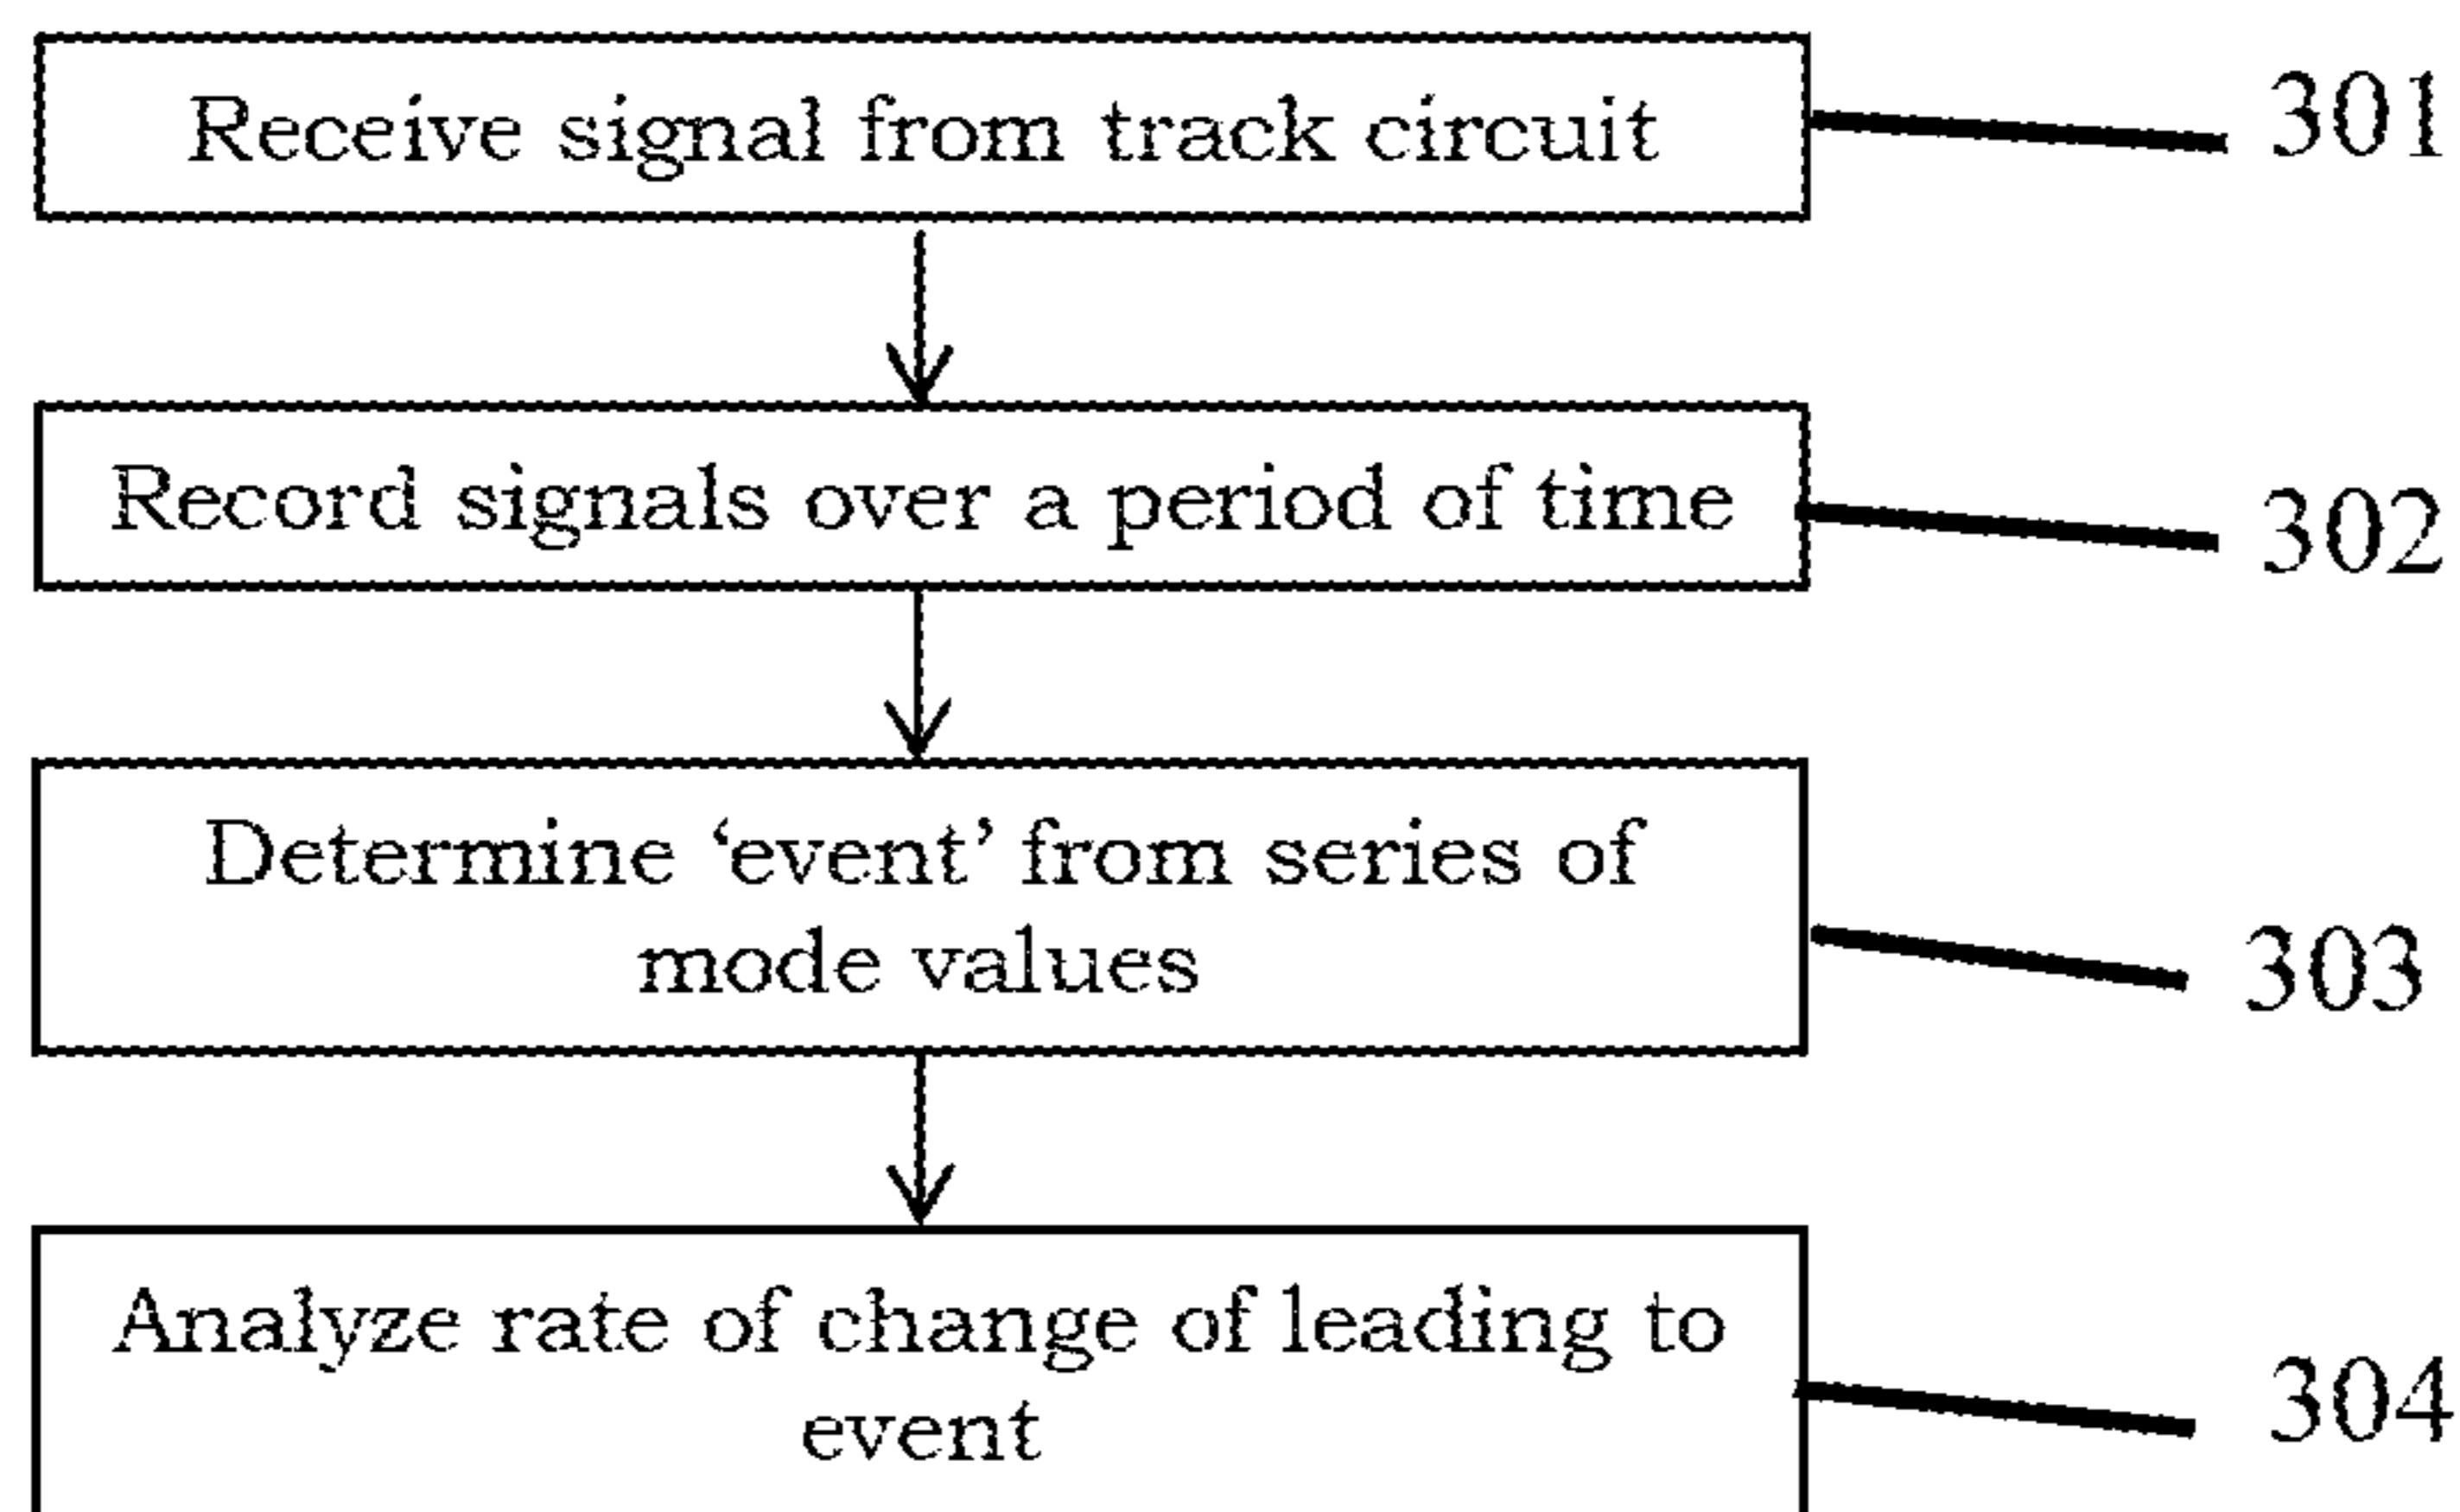 Receive signal from track circuit
301
Record signals over a period of time
302
Determine ‘event’ from series of
mode values
303
Analyze rate of change of leading to
event
304